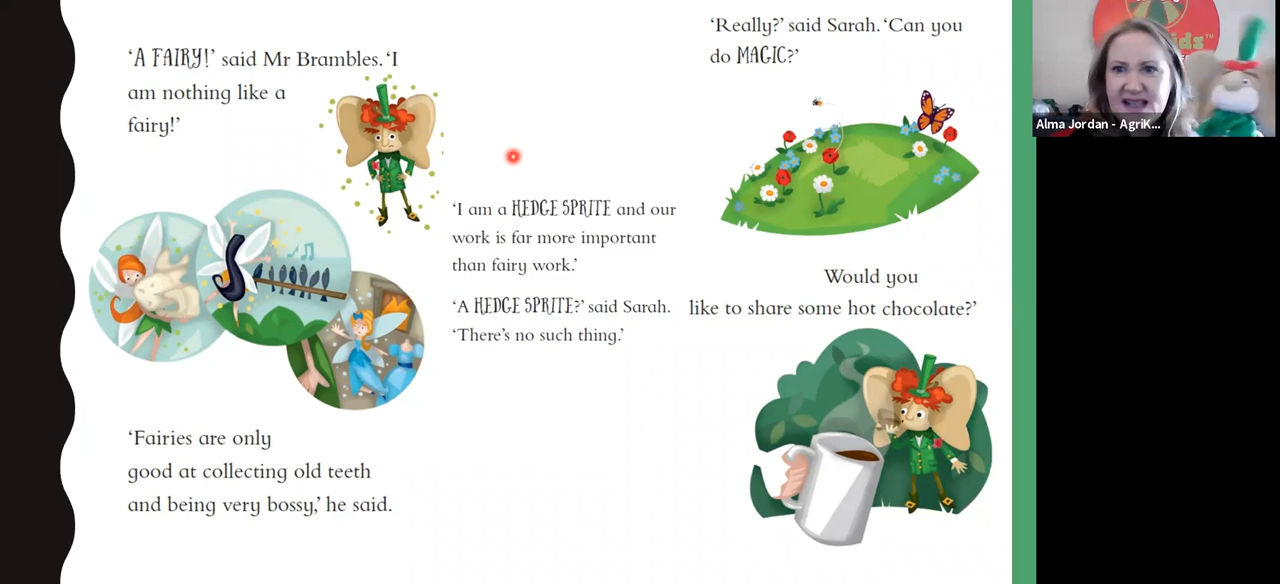 ‘A FAIRY!’ said Mr Brambles. ‘I
am nothing like a
fairy!’
‘Fairies are only
good at collecting old teeth
and being very bossy,’ he said.
‘I am a HEDGE SPRITE and our
work is far more important
than fairy work.’
‘A HEDGE SPRITE?’ said Sarah.
‘There’s no such thing.’
‘Really?’ said Sarah. ‘Can you
do MAGIC?’
Would you
like to share some hot chocolate?’
Alma Jordan - AgriK...